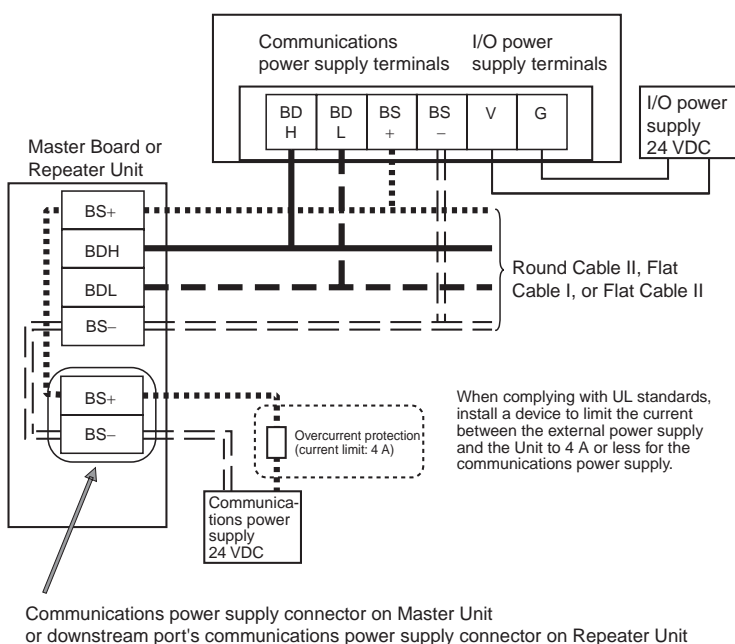 Communications
power supply terminals
I/O power
supply terminals
BD
H
BD
L
BS
+
BS
−
V
G
I/O power
supply
24 VDC
Master Board or
Repeater Unit
BS+
BDH
BDL
BS−
Round Cable II, Flat
Cable I, or Flat Cable II
BS+
BS−
Overcurrent protection
(current limit: 4 A)
When complying with UL standards,
install a device to limit the current
between the external power supply
and the Unit to 4 A or less for the
communications power supply.
Communica-
tions power
supply
24 VDC
Communications power supply connector on Master Unit
or downstream port's communications power supply connector on Repeater Unit